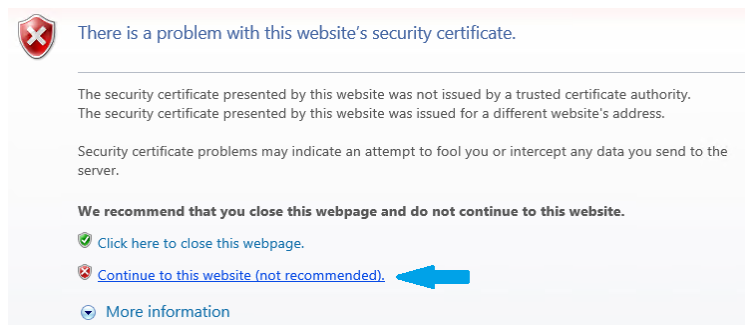 There is a problem with this website’s security certificate.
The security certificate presented by this website was not issued by a trusted certificate authority.
The security certificate presented by this website was issued for a different website's address.
Security certificate problems may indicate an attempt to fool you or intercept any data you send to the
server.
We recommend that you close this webpage and do not continue to this website.
Click here to close this webpage.
Continue to this website (not recommended).
More information